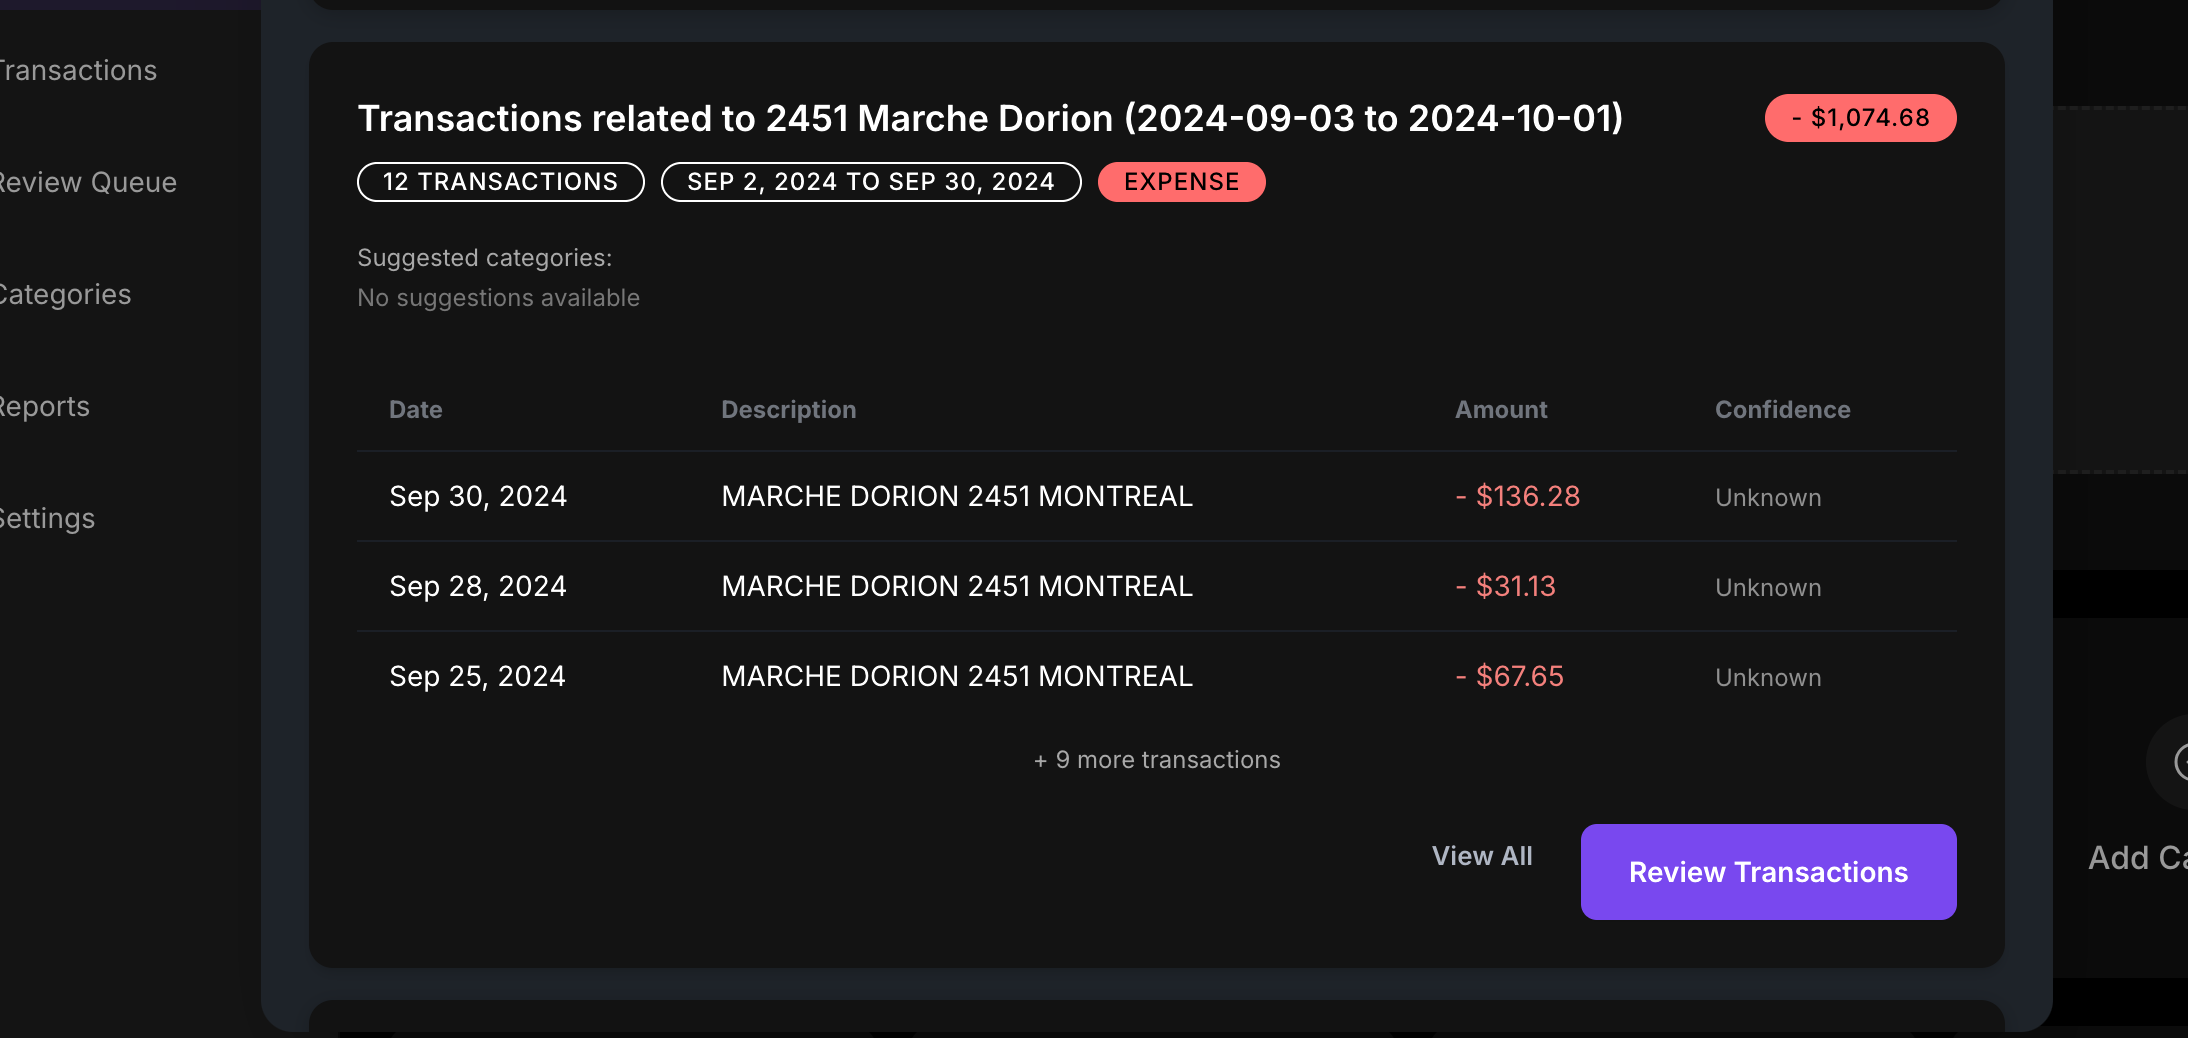 Transactions
Review Queue
Categories
Reports
Settings
Transactions related to 2451 Marche Dorion (2024-09-03 to 2024-10-01)
- $1,074.68
12 TRANSACTIONS
SEP 2, 2024 TO SEP 30, 2024
EXPENSE
Suggested categories:
No suggestions available
Date Description Amount Confidence
Sep 30, 2024 MARCHE DORION 2451 MONTREAL - $136.28 Unknown
Sep 28, 2024 MARCHE DORION 2451 MONTREAL - $31.13 Unknown
Sep 25, 2024 MARCHE DORION 2451 MONTREAL - $67.65 Unknown
+ 9 more transactions
View All
Review Transactions
Add